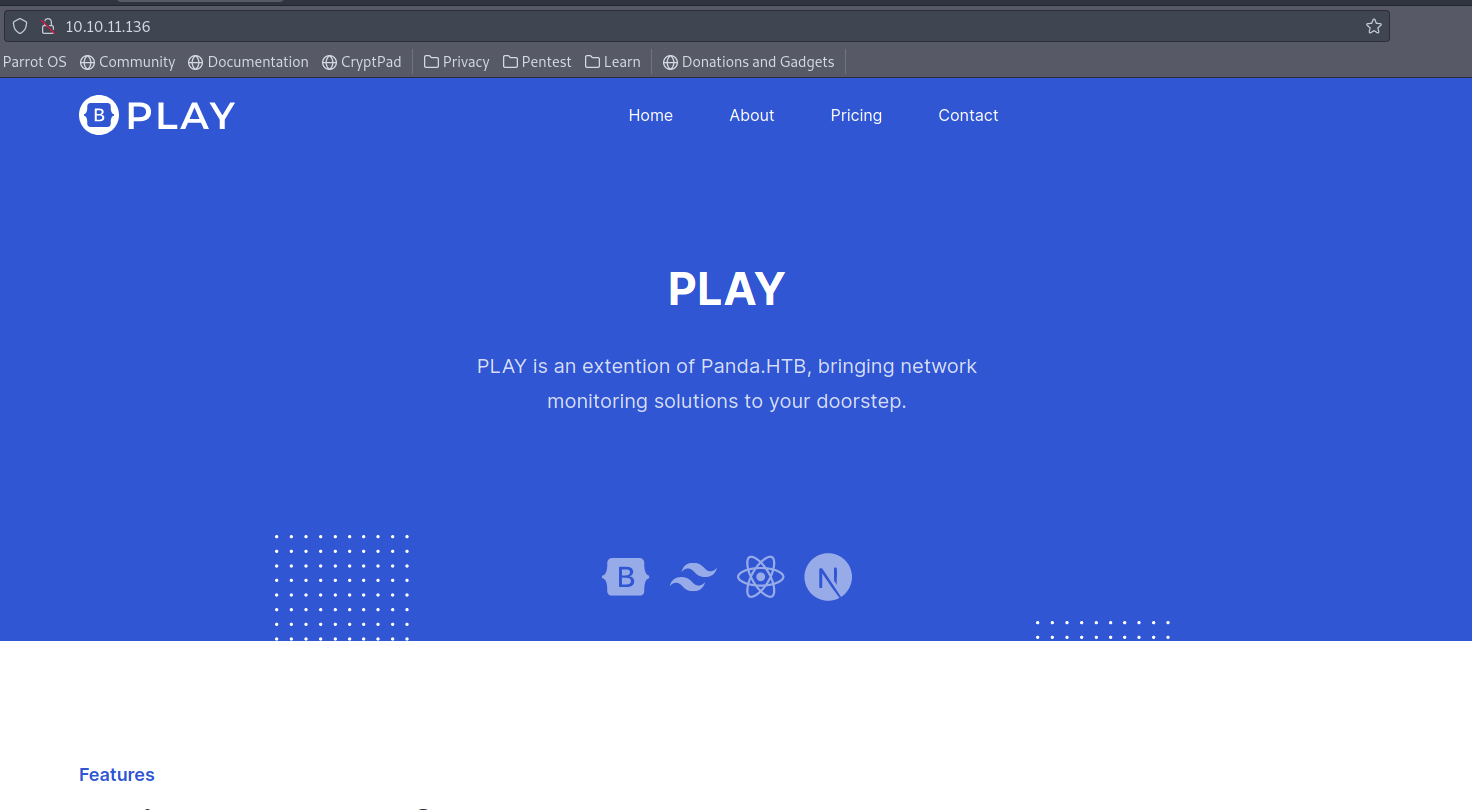 10.10.11.136
Parrot OS Community Documentation CryptPad Privacy Pentest Learn Donations and Gadgets
B PLAY Home About Pricing Contact
PLAY
PLAY is an extention of Panda.HTB, bringing network
monitoring solutions to your doorstep.
B N
Features